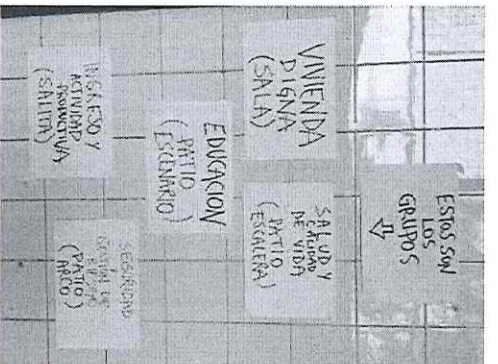 ESTOS SON
LOS
GRUPOS
VIVIENDA
DIGNA
(SALA)
SALUD Y
CALIDAD
DE VIDA
(PATIO
ESCALERA)
EDUCACION
(PATIO
ESCENARIO)
INGRESO Y
ACTIVIDAD
PRODUCTIVA
(SALITA)
SEGURIDAD
(PATIO
ARCO)